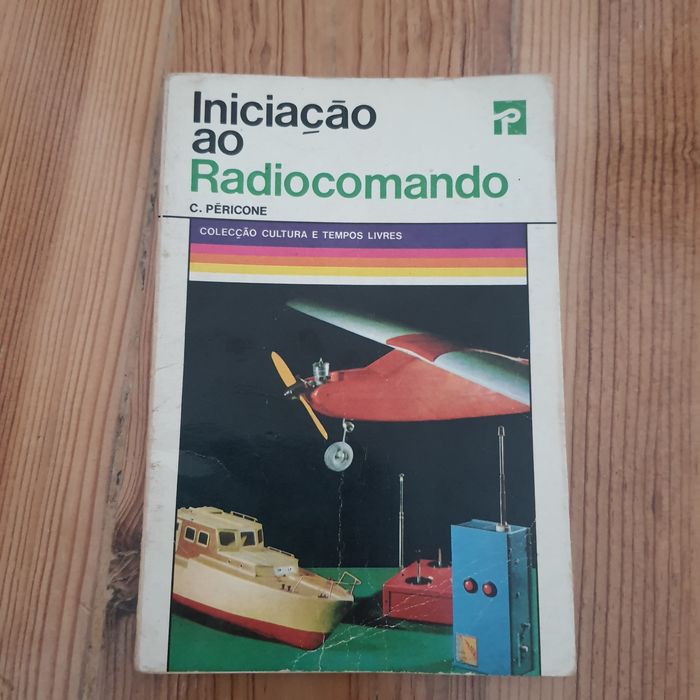 Iniciação
ao
Radiocomando
C. PÉRICONE
COLECÇÃO CULTURA E TEMPOS LIVRES